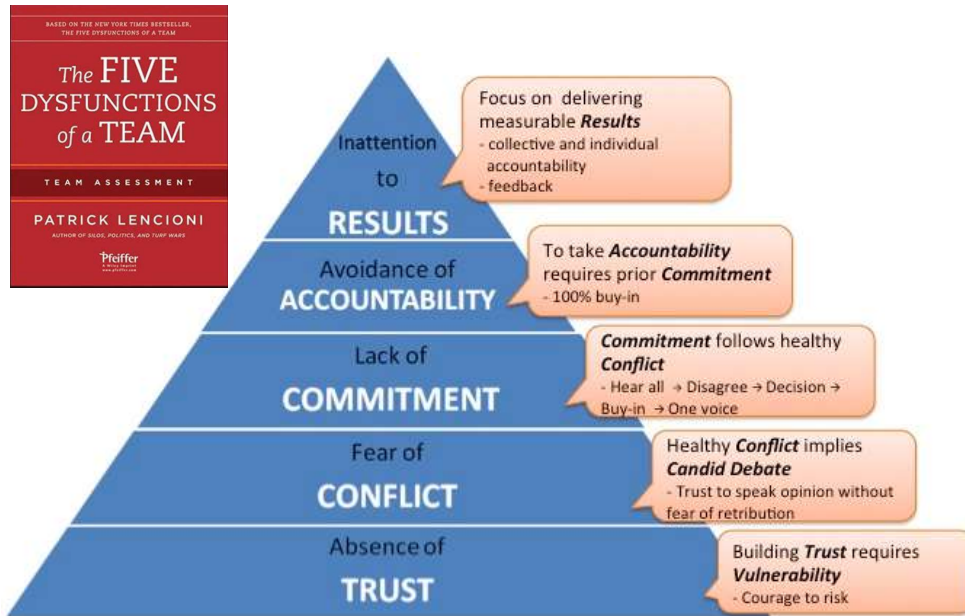 BASED ON THE NEW YORK TIMES BESTSELLER,
THE FIVE DYSFUNCTIONS OF A TEAM
The FIVE
DYSFUNCTIONS
of a TEAM
TEAM ASSESSMENT
PATRICK LENCIONI
AUTHOR OF SILOS, POLITICS, AND TURF WARS
Pfeiffer
A Wiley Imprint
www.pfeiffer.com
Inattention
to
RESULTS
Focus on delivering
measurable Results
- collective and individual
accountability
- feedback
Avoidance of
ACCOUNTABILITY
To take Accountability
requires prior Commitment
- 100% buy-in
Lack of
COMMITMENT
Commitment follows healthy
Conflict
- Hear all → Disagree → Decision →
Buy-in → One voice
Fear of
CONFLICT
Healthy Conflict implies
Candid Debate
- Trust to speak opinion without
fear of retribution
Absence of
TRUST
Building Trust requires
Vulnerability
- Courage to risk